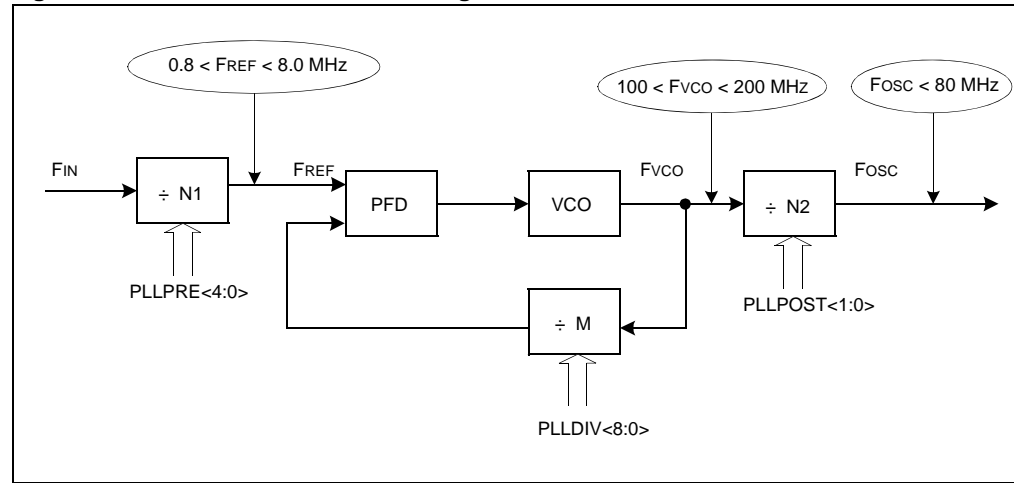 0.8 < FREF < 8.0 MHz
100 < FVCO < 200 MHz
FOSC < 80 MHz
FIN
FREF
FVCO
FOSC
÷ N1
PFD
VCO
÷ N2
PLLPRE<4:0>
PLLPOST<1:0>
÷ M
PLLDIV<8:0>